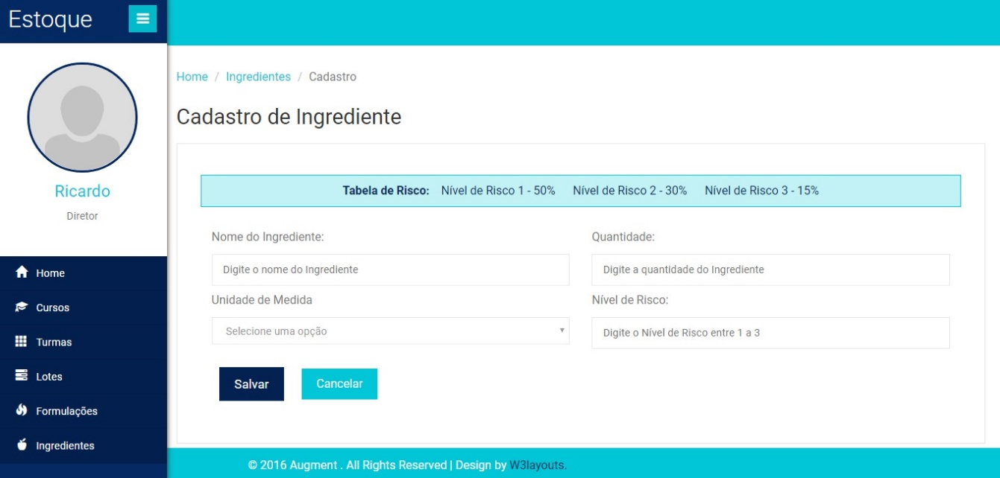 Estoque
Ricardo
Diretor
Home
Cursos
Turmas
Lotes
Formulações
Ingredientes
Home / Ingredientes / Cadastro
Cadastro de Ingrediente
Tabela de Risco: Nível de Risco 1 - 50% Nível de Risco 2 - 30% Nível de Risco 3 - 15%
Nome do Ingrediente:
Digite o nome do Ingrediente
Quantidade:
Digite a quantidade do Ingrediente
Unidade de Medida
Selecione uma opção
Nível de Risco:
Digite o Nível de Risco entre 1 a 3
Salvar
Cancelar
© 2016 Augment . All Rights Reserved | Design by W3layouts.